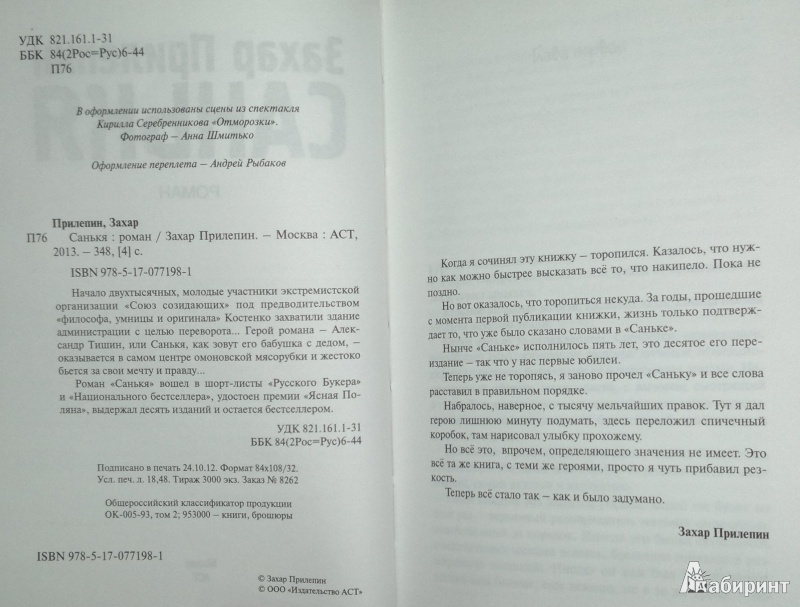 УДК 821.161.1-31
ББК 84(2Рос=Рус)6-44
П76
В оформлении использованы сцены из спектакля
Кирилла Серебренникова «Отморозки».
Фотограф – Анна Шмитько
Оформление переплета – Андрей Рыбаков
Прилепин, Захар
П76 Санькя : роман / Захар Прилепин. – Москва : АСТ,
2013. – 348, [4] с.
ISBN 978-5-17-077198-1
Начало двухтысячных, молодые участники экстремистской
организации «Союз созидающих» под предводительством
«философа, умницы и оригинала» Костенко захватили здание
администрации с целью переворота... Герой романа – Алек-
сандр Тишин, или Санькя, как зовут его бабушка с дедом, –
оказывается в самом центре омоновской мясорубки и жестоко
бьется за свои мечту и правду...
Роман «Санькя» вошел в шорт-листы «Русского Букера»
и «Национального бестселлера», удостоен премии «Ясная По-
ляна», выдержал десять изданий и остается бестселлером.
УДК 821.161.1-31
ББК 84(2Рос=Рус)6-44
Подписано в печать 24.10.12. Формат 84х108/32.
Усл. печ. л. 18,48. Тираж 3000 экз. Заказ № 8262
Общероссийский классификатор продукции
ОК-005-93, том 2; 953000 – книги, брошюры
ISBN 978-5-17-077198-1
© Захар Прилепин
© ООО «Издательство АСТ»
Когда я сочинял эту книжку – торопился. Казалось, что нуж-
но как можно быстрее высказать всё то, что накипело. Пока не
поздно.
Но вот оказалось, что торопиться некуда. За годы, прошедшие
с момента первой публикации книжки, жизнь только подтверж-
дает то, что уже было сказано словами в «Саньке».
Нынче «Саньке» исполнилось пять лет, это десятое его пере-
издание – так что у нас первые юбилеи.
Теперь уже не торопясь, я заново прочел «Саньку» и все слова
расставил в правильном порядке.
Набралось, наверное, с тысячу мельчайших правок. Тут я дал
герою лишнюю минуту подумать, здесь переложил спичечный
коробок, там нарисовал улыбку прохожему.
Но всё это, впрочем, определяющего значения не имеет. Это
всё та же книга, с теми же героями, просто я чуть прибавил рез-
кость.
Теперь всё стало так – как и было задумано.
Захар Прилепин
Лабиринт
Захар Прилепин
САНЬКЯ
РОМАН